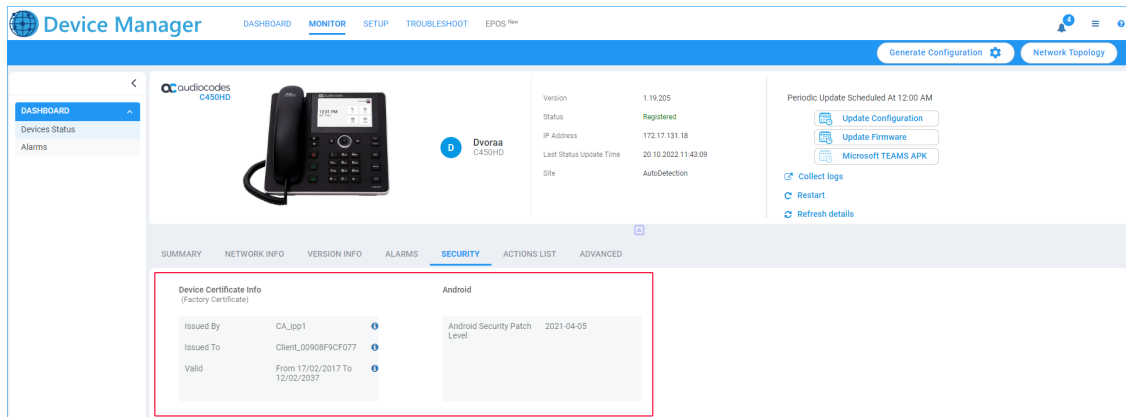 Device Manager
DASHBOARD MONITOR SETUP TROUBLESHOOT EPOS New
4
Generate Configuration Network Topology
DASHBOARD
Devices Status
Alarms
audiocodes
C450HD
12:01 PM
D
Dvoraa
C450HD
Version 1.19.205
Status Registered
IP Address 172.17.131.18
Last Status Update Time 20.10.2022 11:43:09
Site AutoDetection
Periodic Update Scheduled At 12:00 AM
Update Configuration
Update Firmware
Microsoft TEAMS APK
Collect logs
Restart
Refresh details
SUMMARY NETWORK INFO VERSION INFO ALARMS SECURITY ACTIONS LIST ADVANCED
Device Certificate Info
(Factory Certificate)
Issued By CA_ipp1
Issued To Client_00908F9CF077
Valid From 17/02/2017 To
12/02/2037
Android
Android Security Patch 2021-04-05
Level